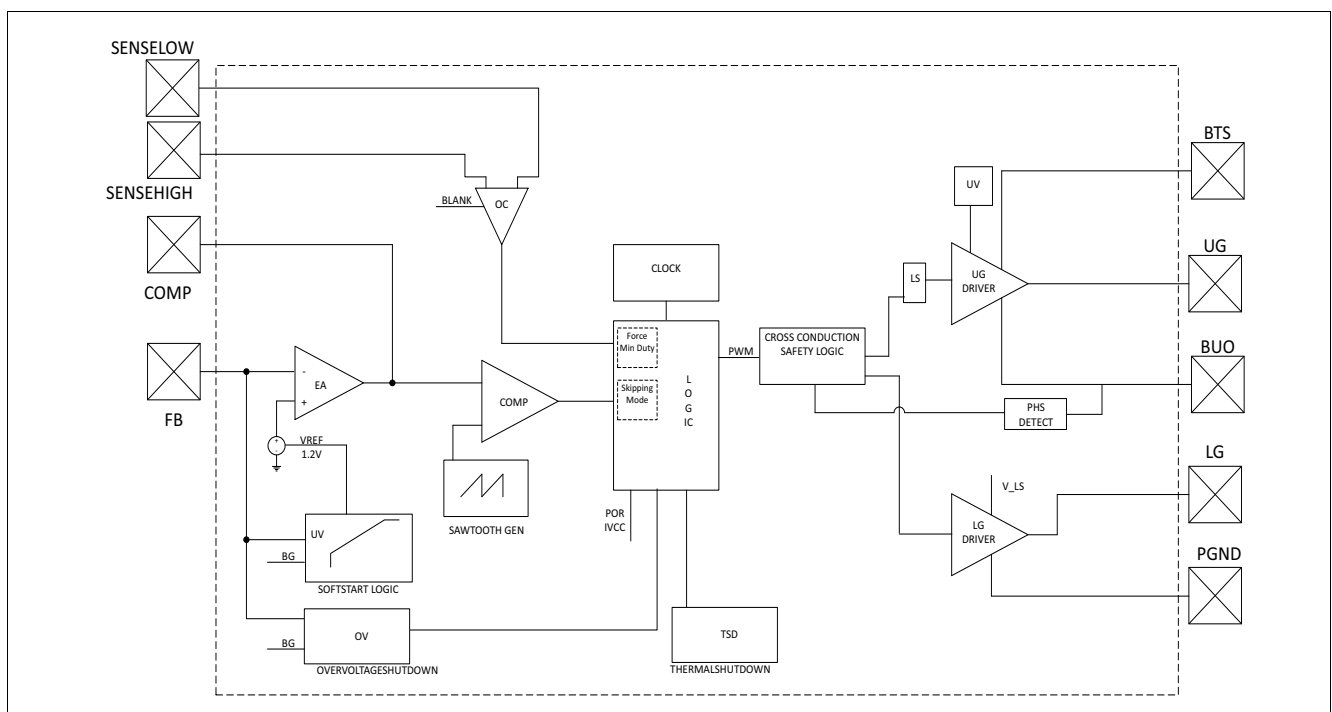 SENSELOW
SENSEHIGH
COMP
FB
BLANK
OC
CLOCK
Force
Min Duty
Skipping
Mode
L
O
G
IC
-
EA
+
+
-
VREF
1.2V
COMP
SAWTOOTH GEN
UV
BG
SOFTSTART LOGIC
OV
BG
OVERVOLTAGESHUTDOWN
POR
IVCC
TSD
THERMALSHUTDOWN
PWM
CROSS CONDUCTION
SAFETY LOGIC
LS
UV
UG
DRIVER
PHS
DETECT
V_LS
LG
DRIVER
BTS
UG
BUO
LG
PGND